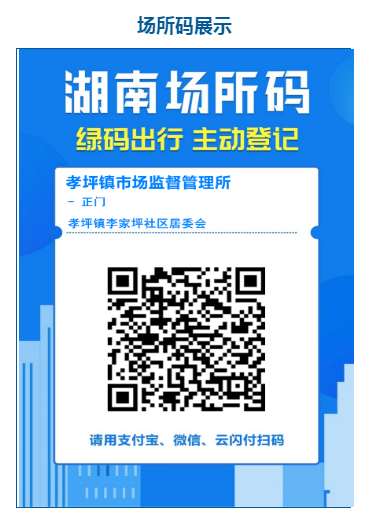 场所码展示
湖南场所码
绿码出行 主动登记
孝坪镇市场监督管理所
- 正门
孝坪镇李家坪社区居委会
请用支付宝、微信、云闪付扫码